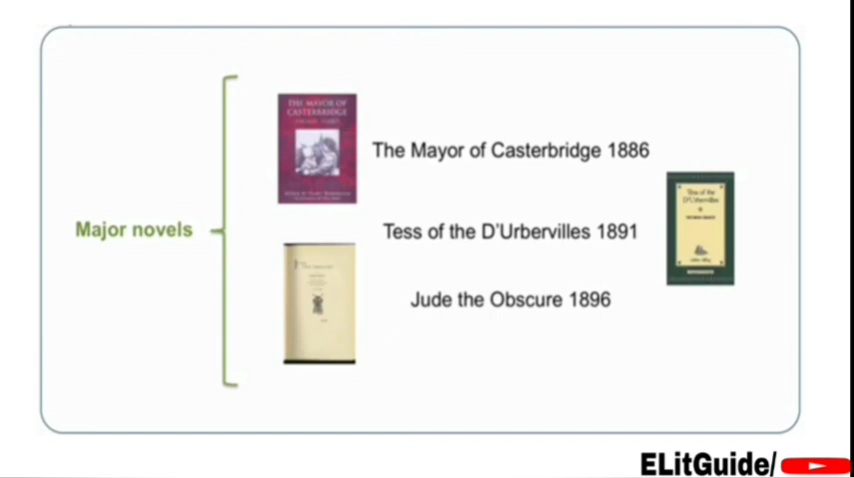 THE MAYOR OF
CASTERBRIDGE
The Mayor of Casterbridge 1886
Major novels
Tess of the D'Urbervilles 1891
Tess of the
D'Urbervilles
Jude the Obscure 1896
ELitGuide/